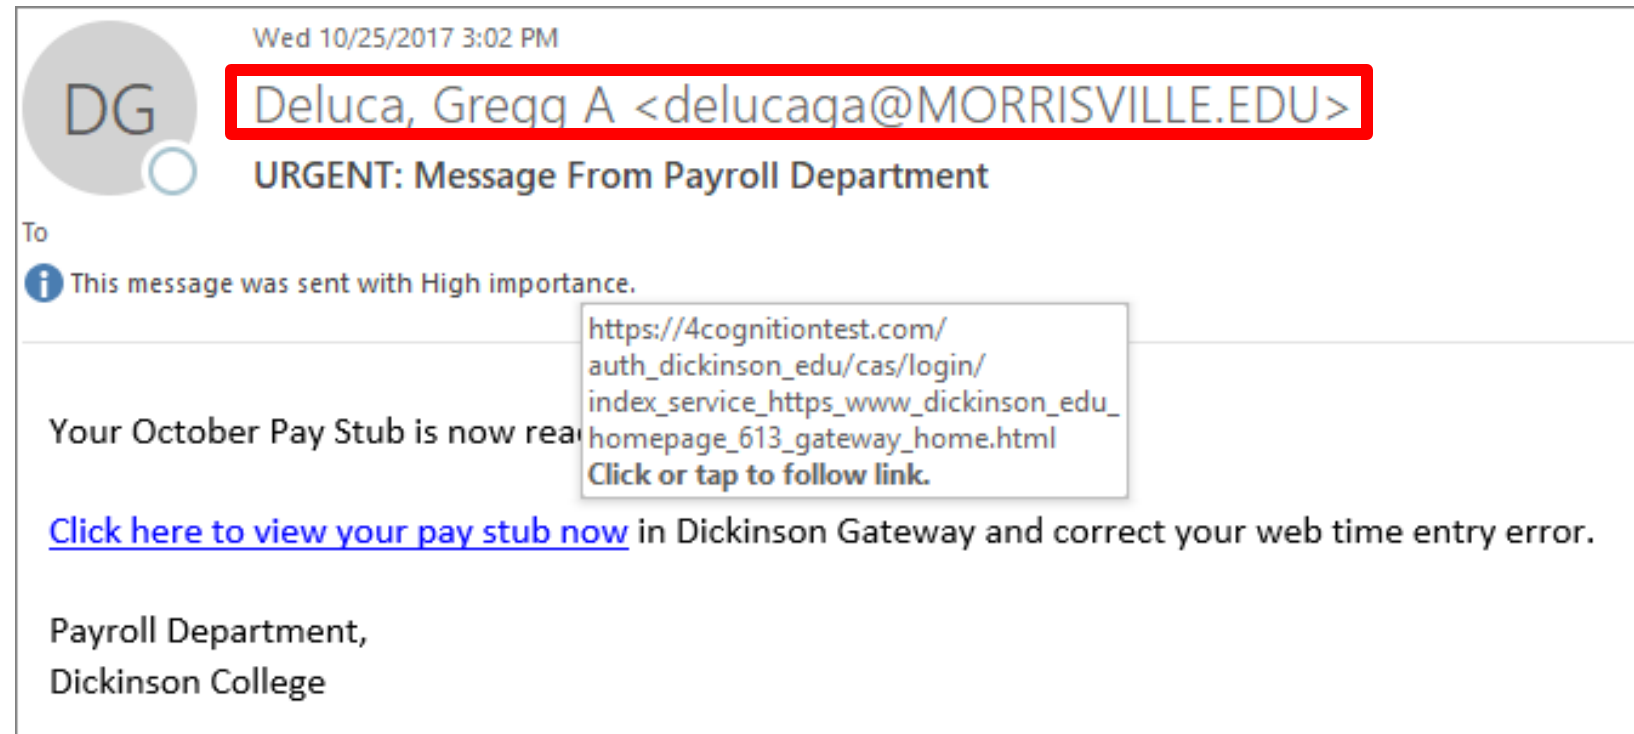 Wed 10/25/2017 3:02 PM
DG
Deluca, Gregg A <delucaga@MORRISVILLE.EDU>
URGENT: Message From Payroll Department
To
i This message was sent with High importance.
https://4cognitiontest.com/
auth_dickinson_edu/cas/login/
index_service_https_www_dickinson_edu_
homepage_613_gateway_home.html
Click or tap to follow link.
Your October Pay Stub is now
Click here to view your pay stub now in Dickinson Gateway and correct your web time entry error.
Payroll Department,
Dickinson College